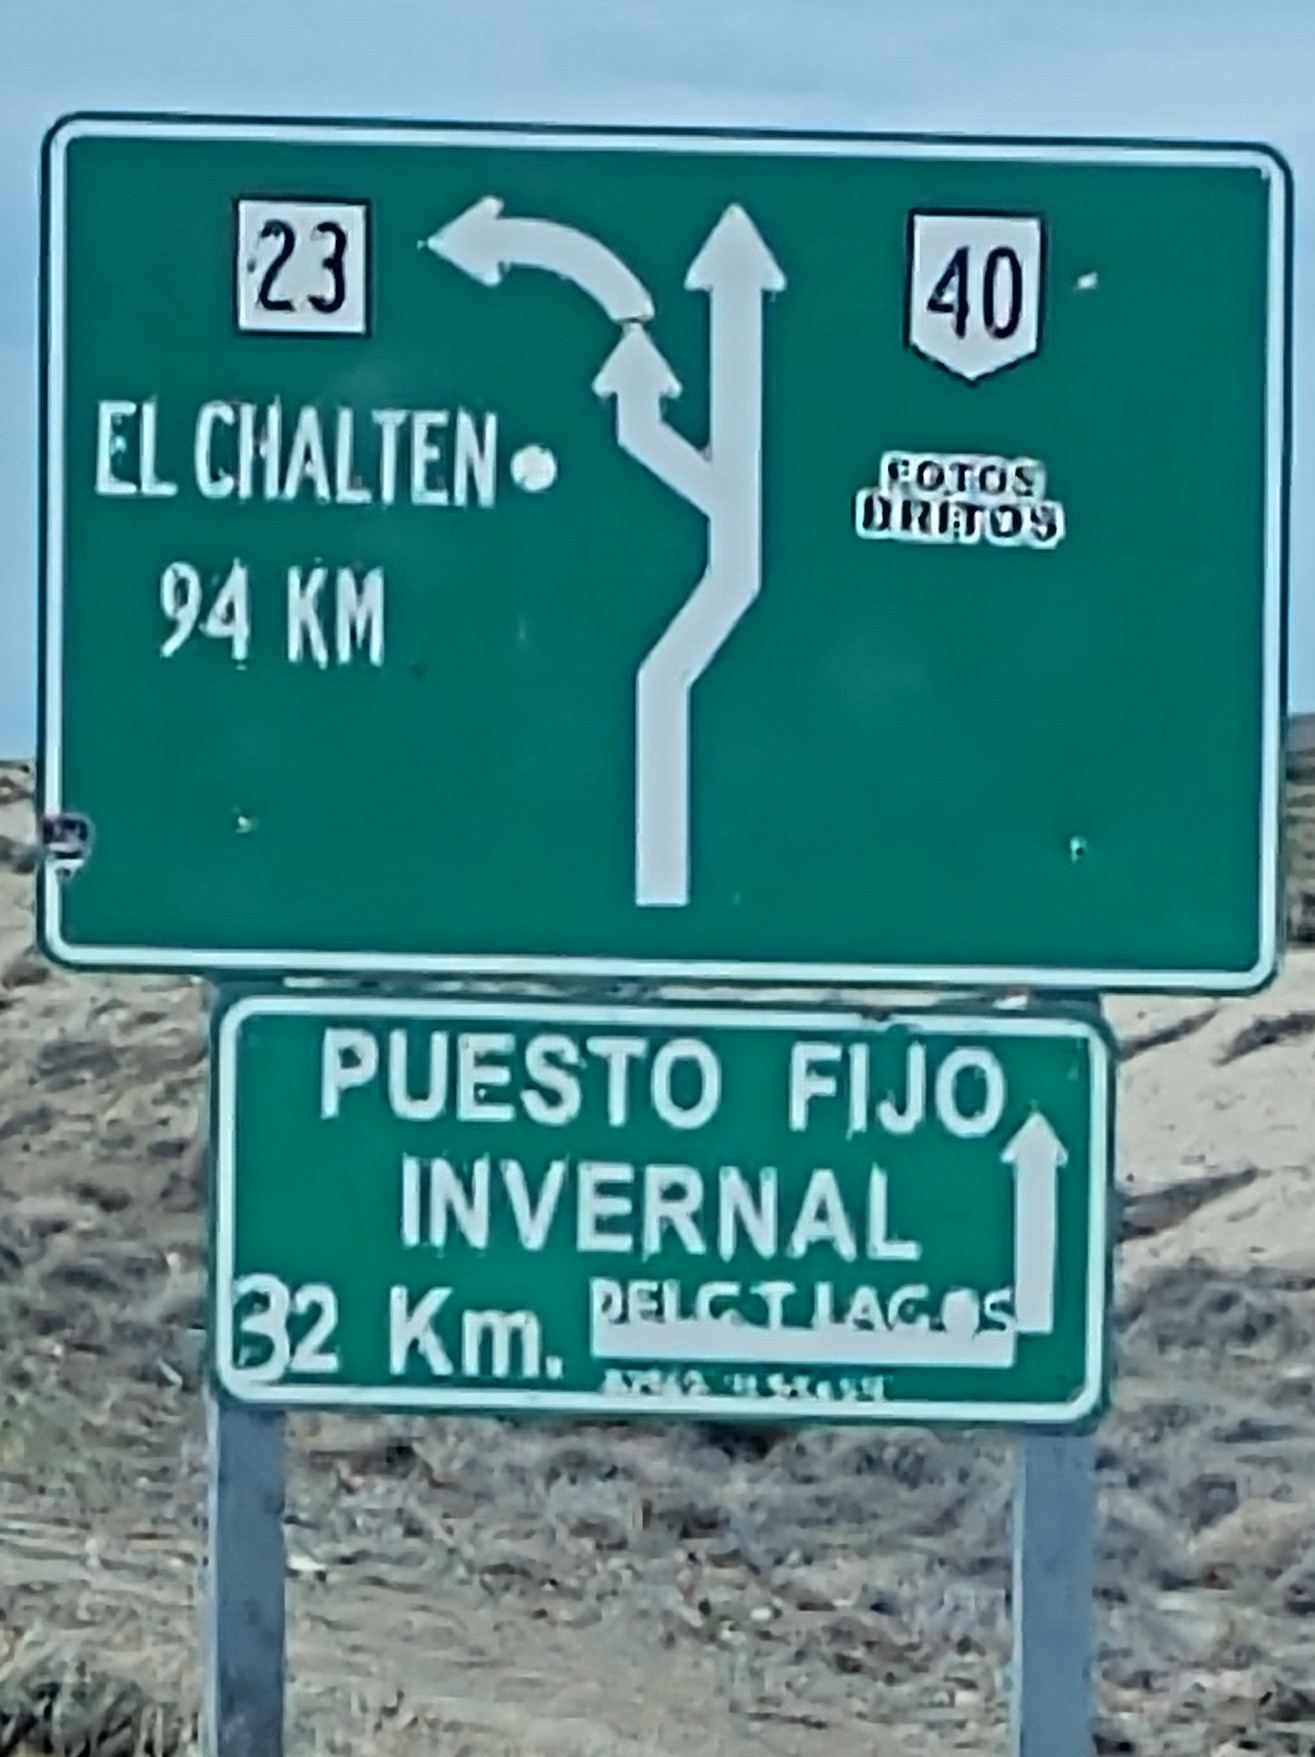 23
40
EL CHALTEN
94 KM
PUESTO FIJO
INVERNAL
32 Km.